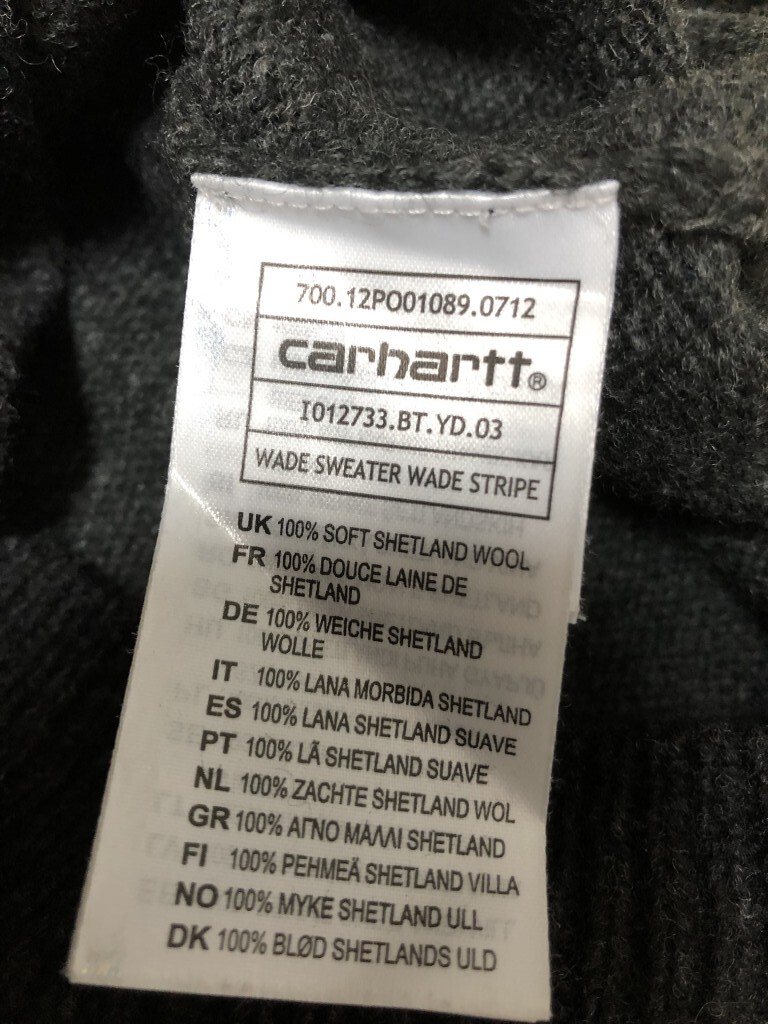 700.12PO01089.0712
carhartt®
I012733.BT.YD.03
WADE SWEATER WADE STRIPE
UK 100% SOFT SHETLAND WOOL
FR 100% DOUCE LAINE DE
SHETLAND
DE 100% WEICHE SHETLAND
WOLLE
IT 100% LANA MORBIDA SHETLAND
ES 100% LANA SHETLAND SUAVE
PT 100% LÃ SHETLAND SUAVE
NL 100% ZACHTE SHETLAND WOL
GR 100% ΑΓΝΟ ΜΑΛΛΙ SHETLAND
FI 100% PEHMEÄ SHETLAND VILLA
NO 100% MYKE SHETLAND ULL
DK 100% BLØD SHETLANDS ULD